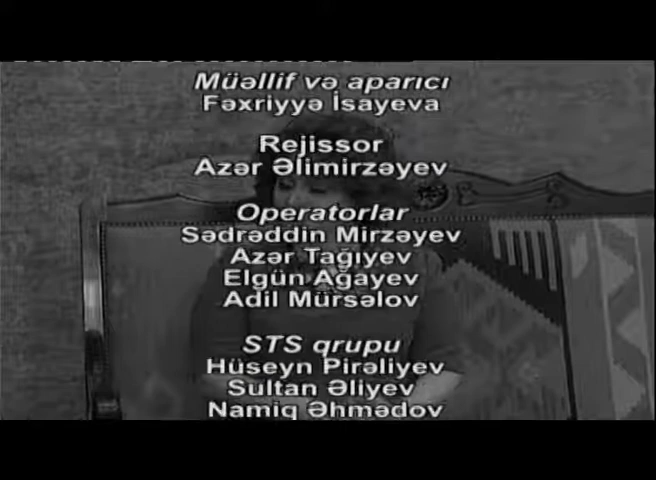 Müəllif və aparıcı
Fəxriyyə İsayeva
Rejissor
Azər Əlimirzəyev
Operatorlar
Sədrəddin Mirzəyev
Azər Tağıyev
Elgün Ağayev
Adil Mürsəlov
STS qrupu
Hüseyn Pirəliyev
Sultan Əliyev
Namiq Əhmədov